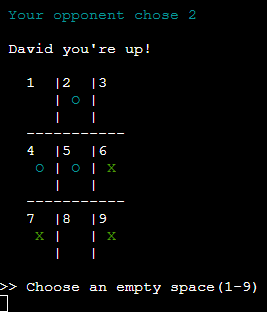 Your opponent chose 2
David you're up!
1 |2 |3
| O |
| |
-----------
4 |5 |6
O | O | X
| |
-----------
7 |8 |9
X | | X
| |
>> Choose an empty space(1-9)